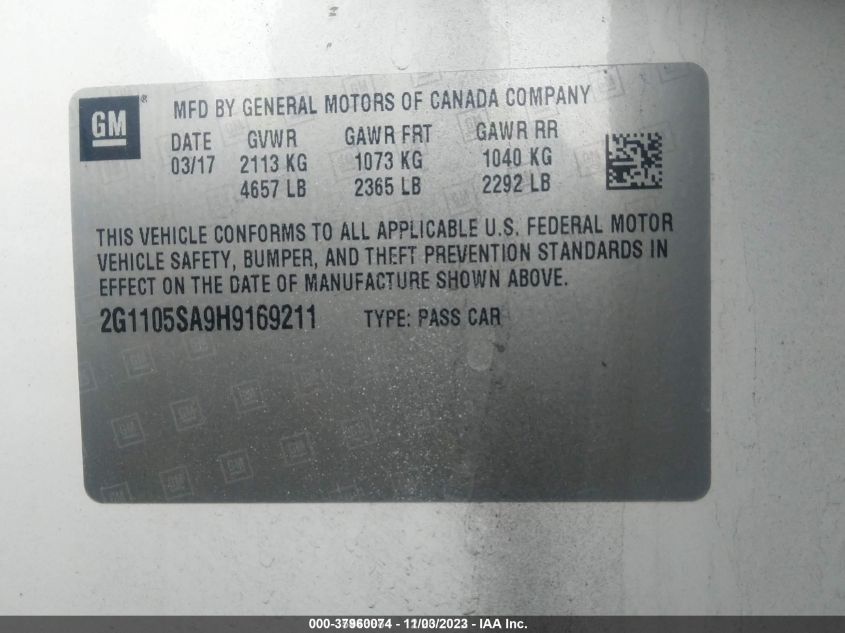 GM ® MFD BY GENERAL MOTORS OF CANADA COMPANY
DATE GVWR GAWR FRT GAWR RR
03/17 2113 KG 1073 KG 1040 KG
4657 LB 2365 LB 2292 LB
THIS VEHICLE CONFORMS TO ALL APPLICABLE U.S. FEDERAL MOTOR
VEHICLE SAFETY, BUMPER, AND THEFT PREVENTION STANDARDS IN
EFFECT ON THE DATE OF MANUFACTURE SHOWN ABOVE.
2G1105SA9H9169211 TYPE: PASS CAR
000-37960074 - 11/03/2023 - IAA Inc.